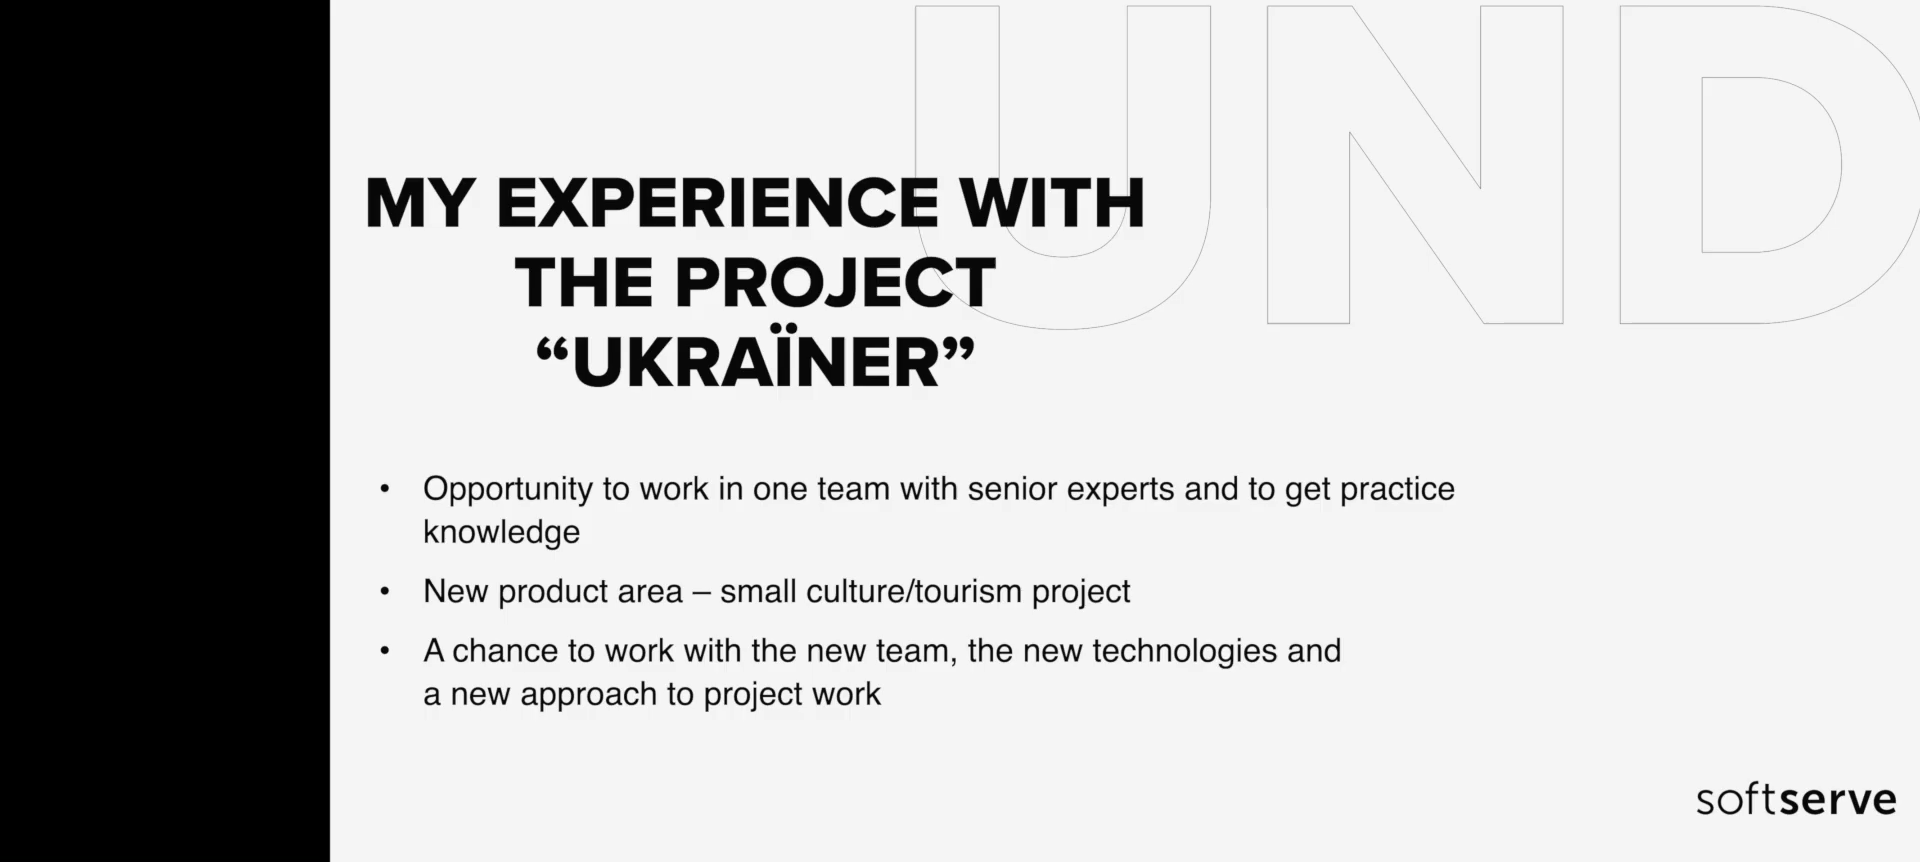 UND
MY EXPERIENCE WITH
THE PROJECT
“UKRAÏNER”
• Opportunity to work in one team with senior experts and to get practice
knowledge
• New product area – small culture/tourism project
• A chance to work with the new team, the new technologies and
a new approach to project work
softserve